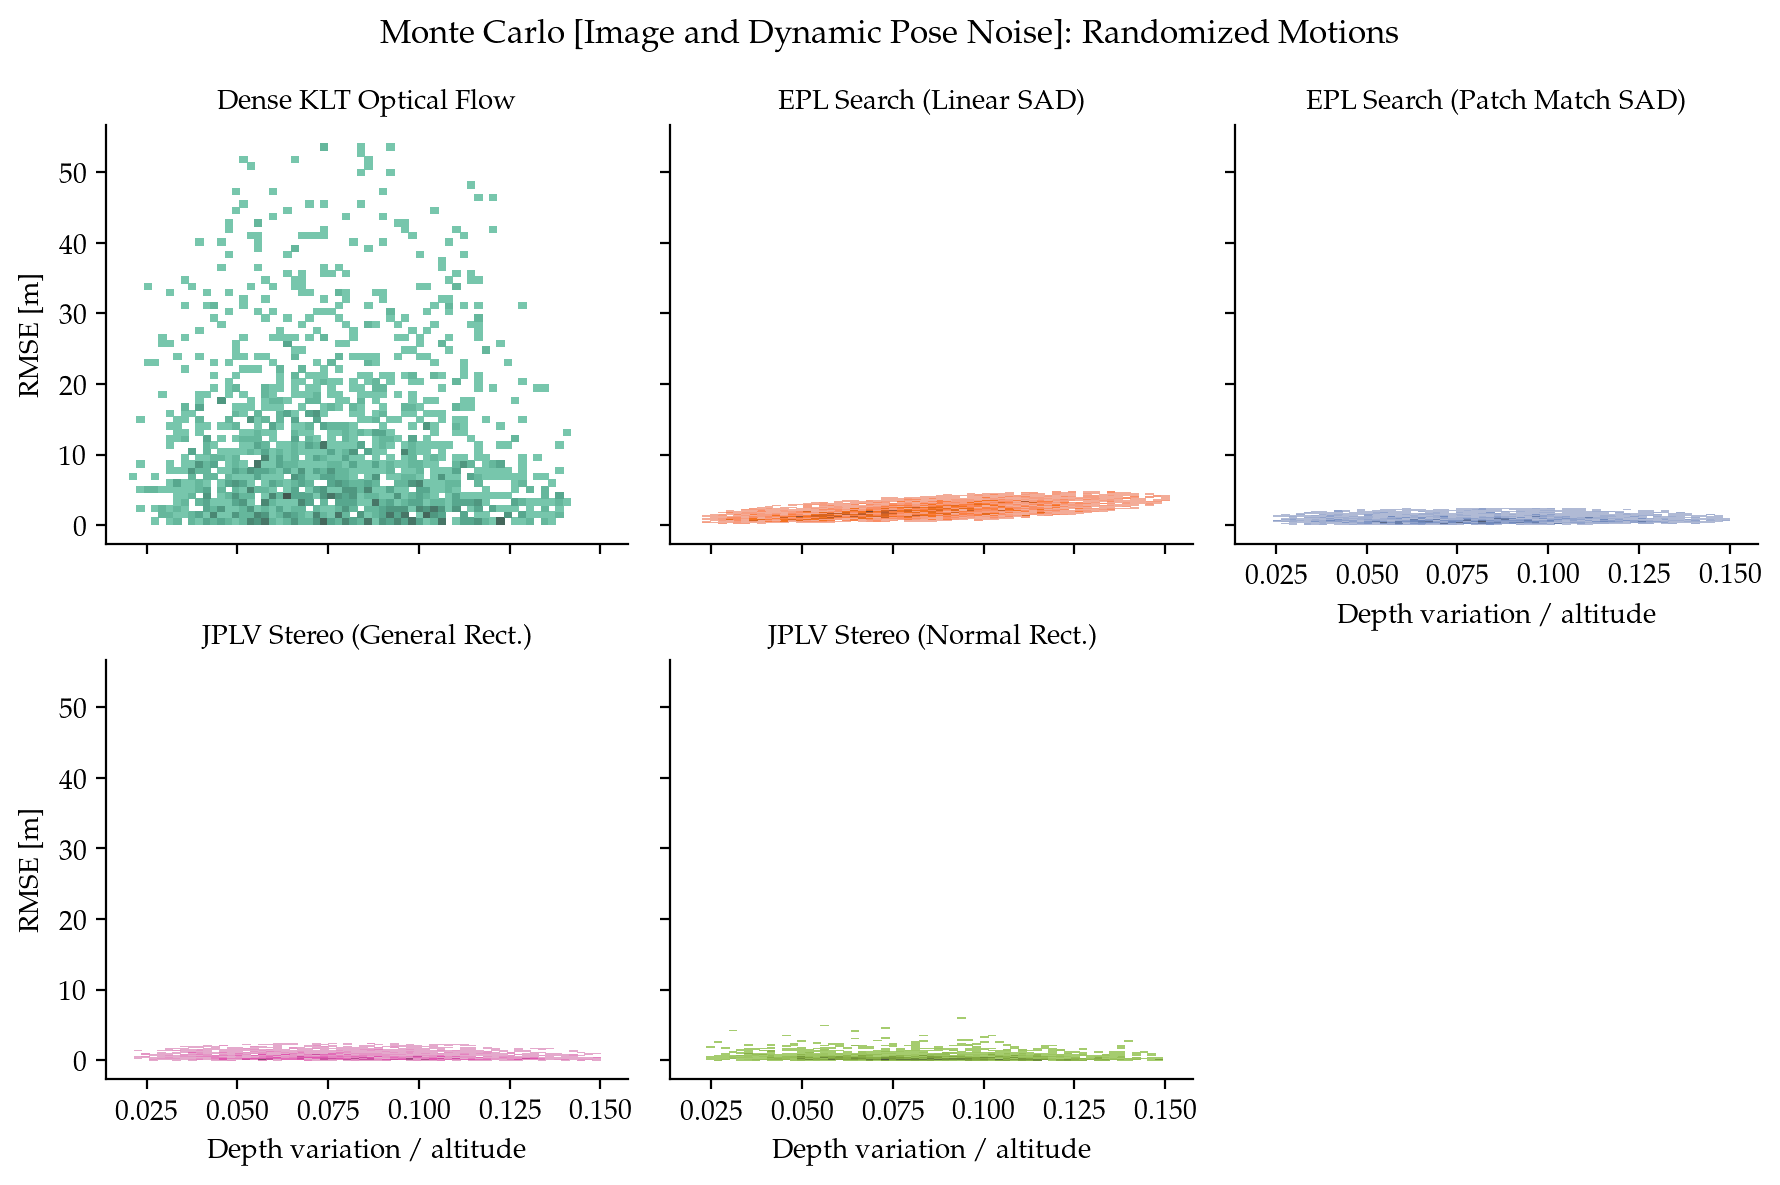 Monte Carlo [Image and Dynamic Pose Noise]: Randomized Motions
Dense KLT Optical Flow
EPL Search (Linear SAD)
EPL Search (Patch Match SAD)
RMSE [m]
50
40
30
20
10
0
0.025 0.050 0.075 0.100 0.125 0.150
Depth variation / altitude
JPLV Stereo (General Rect.)
JPLV Stereo (Normal Rect.)
RMSE [m]
50
40
30
20
10
0
0.025 0.050 0.075 0.100 0.125 0.150
Depth variation / altitude
0.025 0.050 0.075 0.100 0.125 0.150
Depth variation / altitude